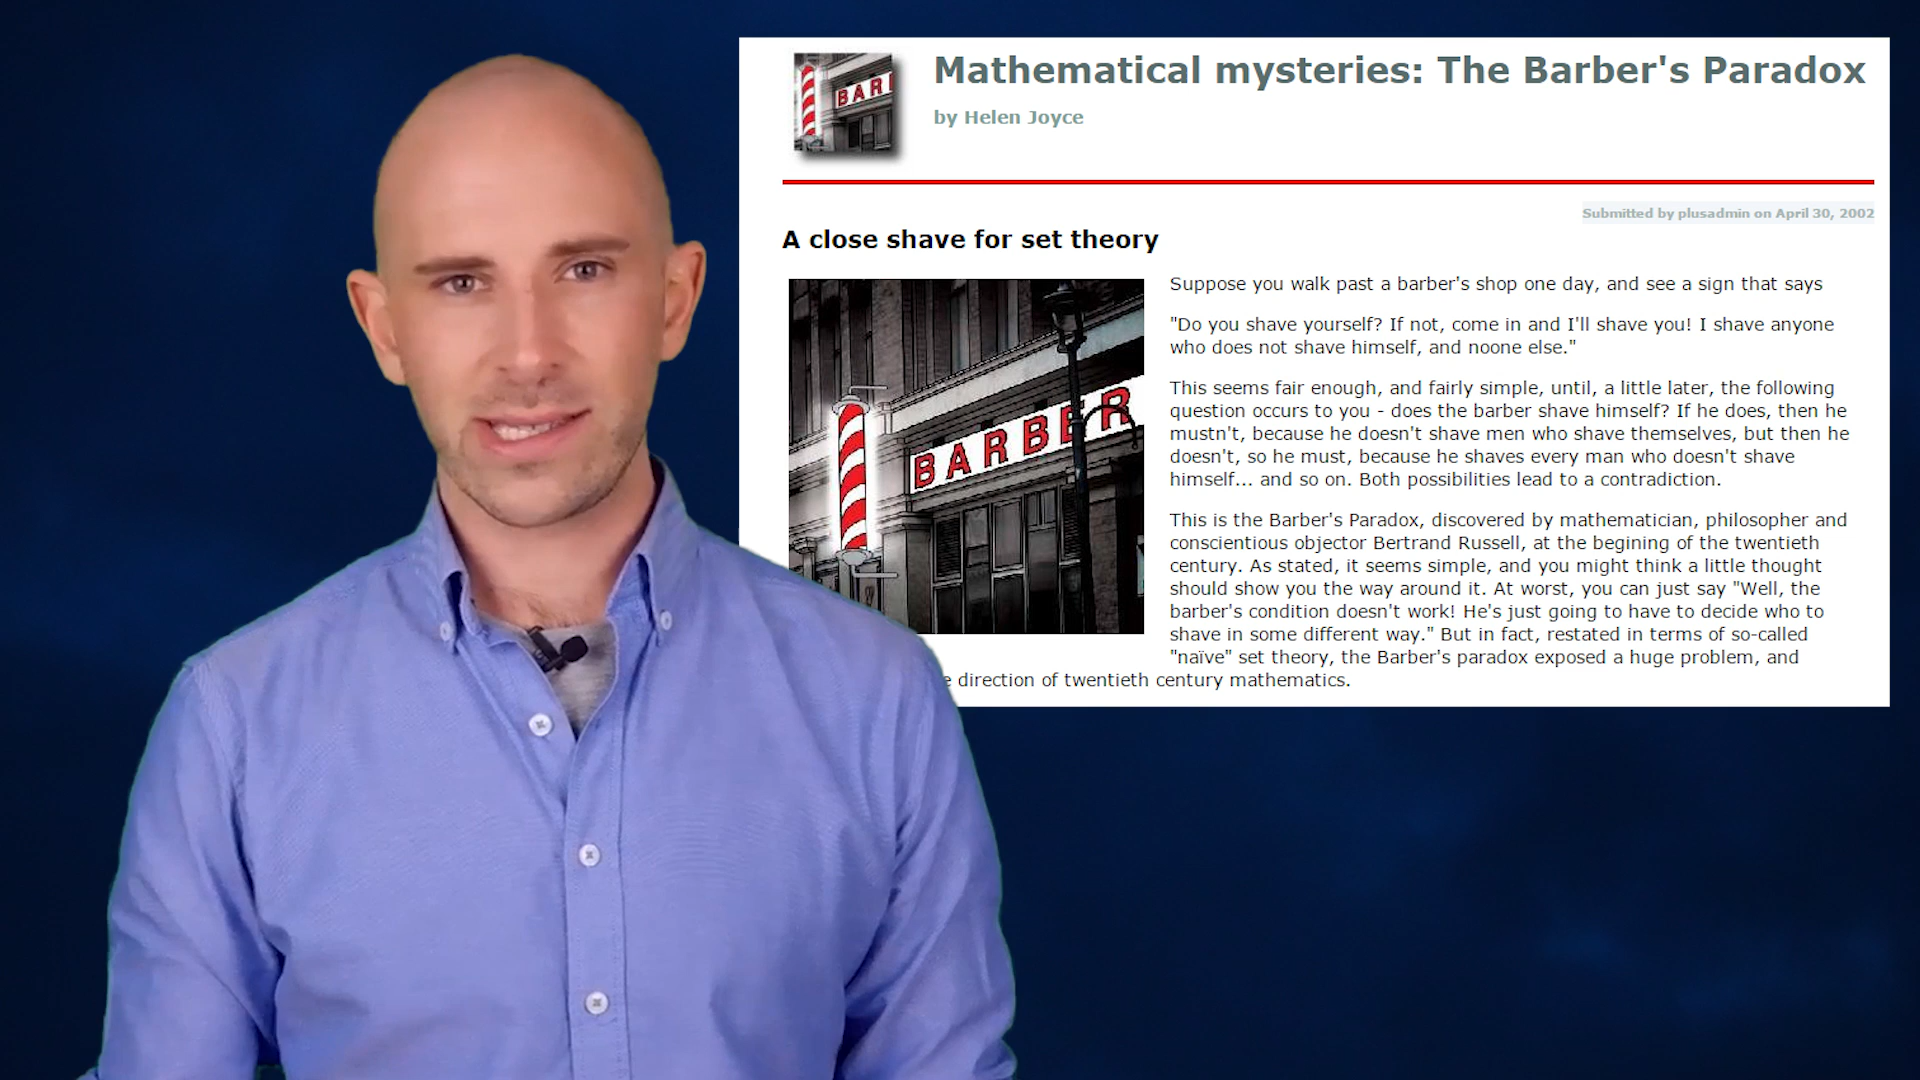 BARB
Mathematical mysteries: The Barber's Paradox
by Helen Joyce
Submitted by plusadmin on April 30, 2002
A close shave for set theory
BARBER
Suppose you walk past a barber's shop one day, and see a sign that says
"Do you shave yourself? If not, come in and I'll shave you! I shave anyone
who does not shave himself, and noone else."
This seems fair enough, and fairly simple, until, a little later, the following
question occurs to you - does the barber shave himself? If he does, then he
mustn't, because he doesn't shave men who shave themselves, but then he
doesn't, so he must, because he shaves every man who doesn't shave
himself... and so on. Both possibilities lead to a contradiction.
This is the Barber's Paradox, discovered by mathematician, philosopher and
conscientious objector Bertrand Russell, at the begining of the twentieth
century. As stated, it seems simple, and you might think a little thought
should show you the way around it. At worst, you can just say "Well, the
barber's condition doesn't work! He's just going to have to decide who to
shave in some different way." But in fact, restated in terms of so-called
"naïve" set theory, the Barber's paradox exposed a huge problem, and
direction of twentieth century mathematics.